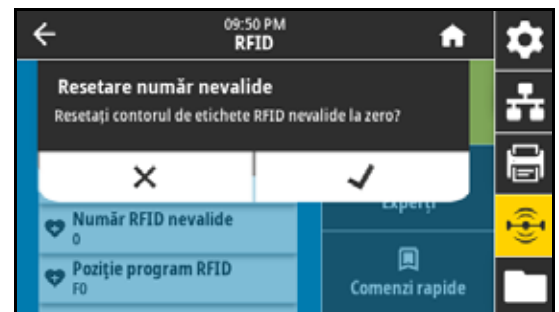 09:50 PM
RFID
Resetare număr nevalide
Resetați contorul de etichete RFID nevalide la zero?
Experți
Număr RFID nevalide
0
Poziție program RFID
F0
Comenzi rapide